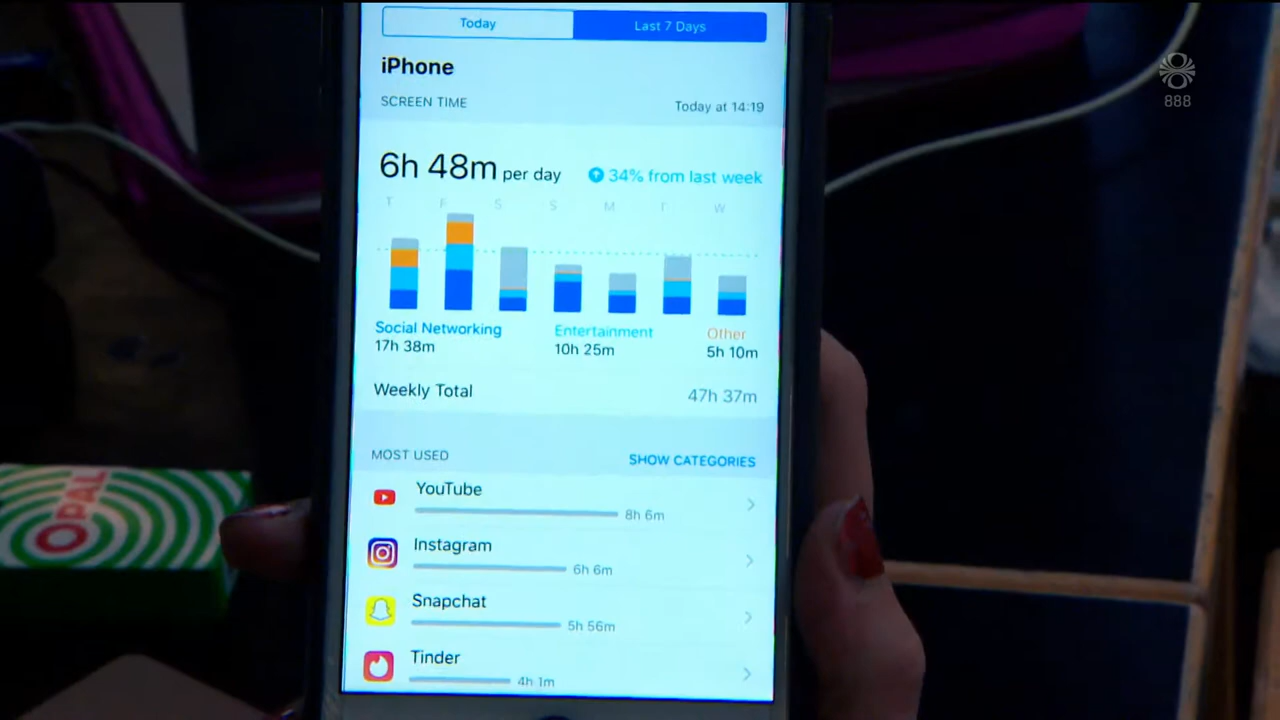 Today Last 7 Days
888
iPhone
SCREEN TIME Today at 14:19
6h 48m per day 34% from last week
T F S S M T W
Social Networking Entertainment Other
17h 38m 10h 25m 5h 10m
Weekly Total 47h 37m
MOST USED SHOW CATEGORIES
YouTube
8h 6m
OPAL
Instagram
6h 6m
Snapchat
5h 56m
Tinder
4h 1m